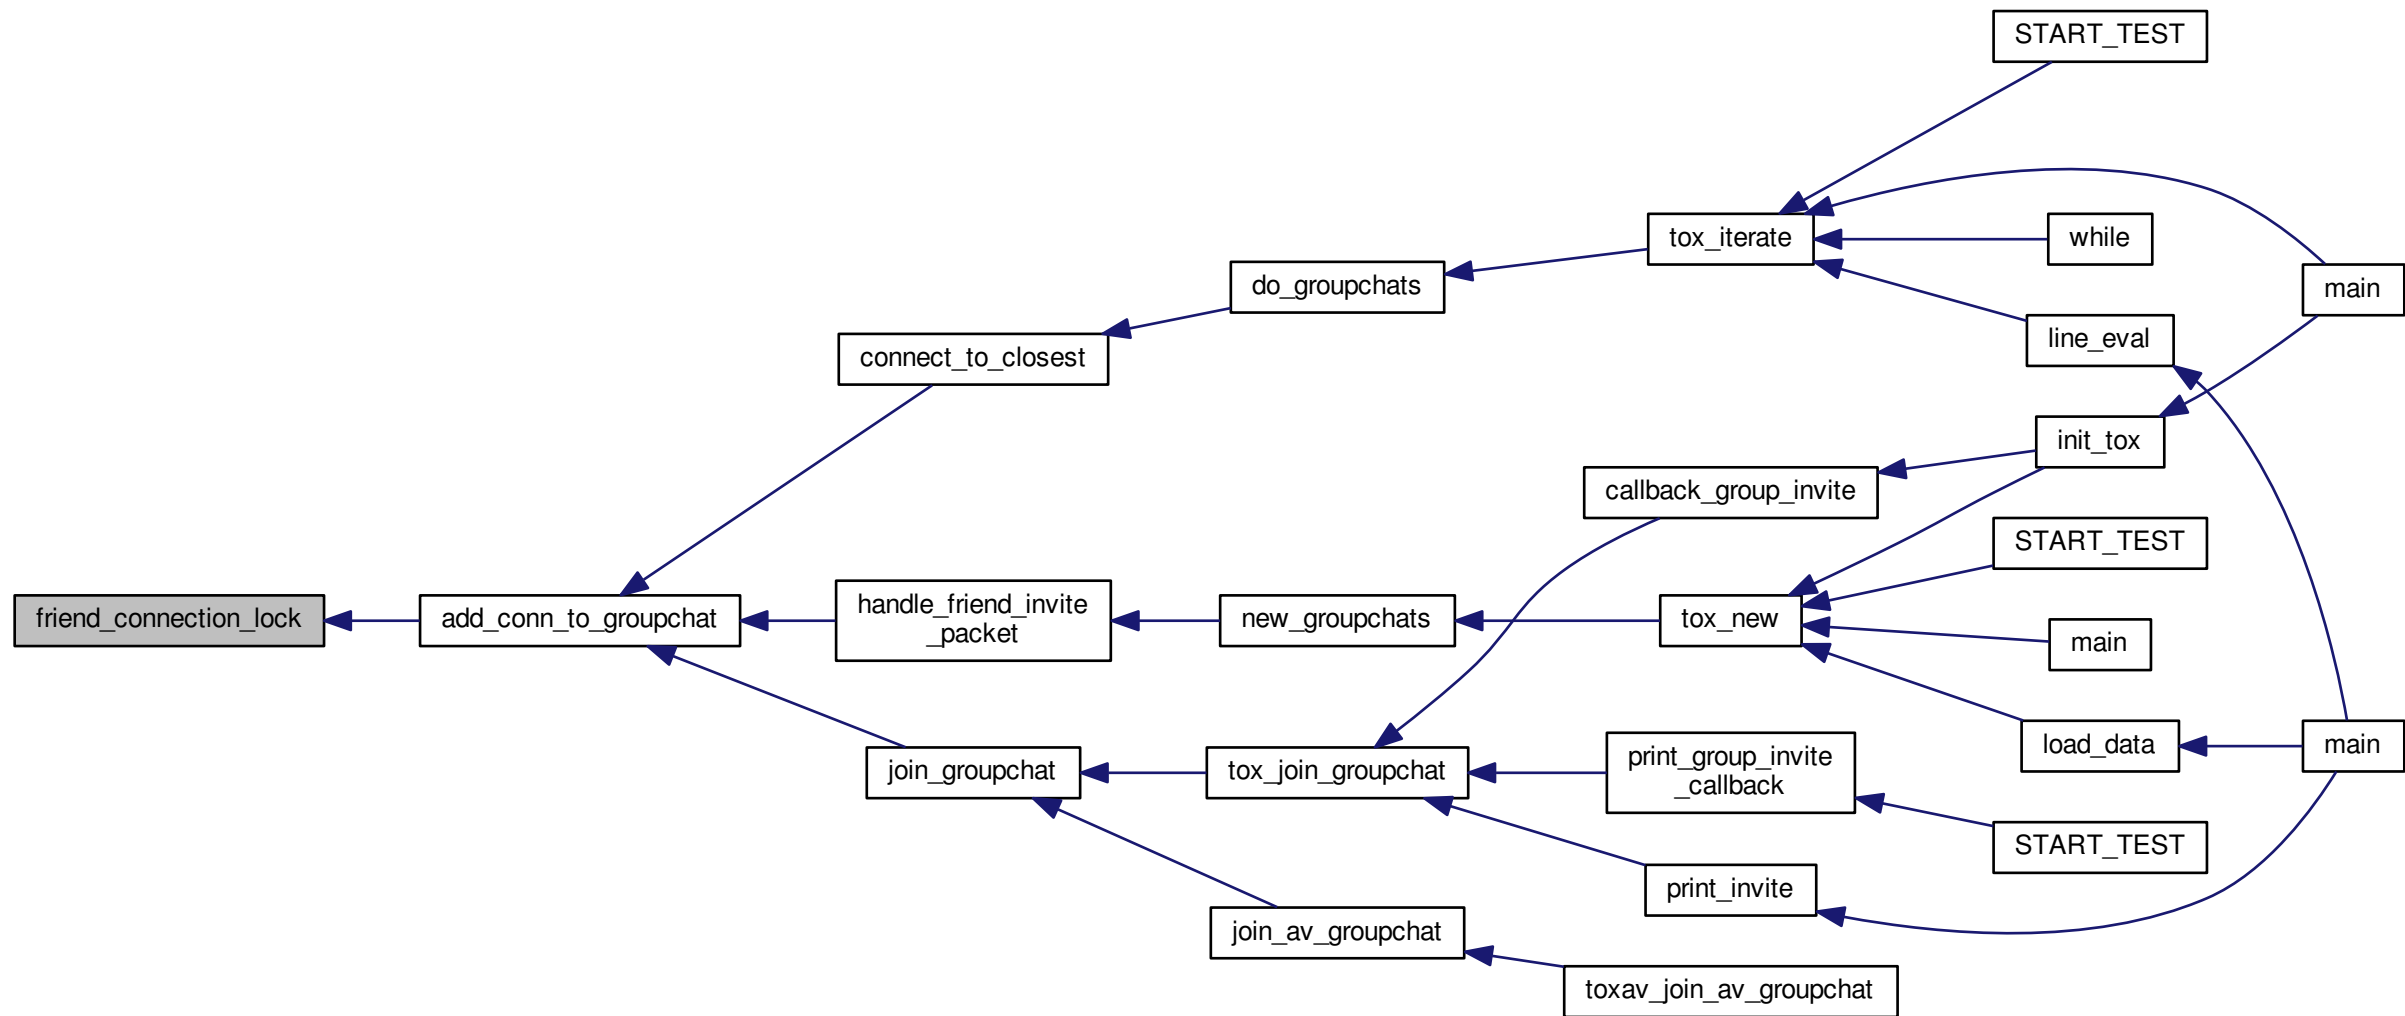 START_TEST
tox_iterate
while
do_groupchats
main
line_eval
connect_to_closest
init_tox
callback_group_invite
START_TEST
handle_friend_invite
_packet
friend_connection_lock
add_conn_to_groupchat
new_groupchats
tox_new
main
load_data
main
print_group_invite
_callback
join_groupchat
tox_join_groupchat
START_TEST
print_invite
join_av_groupchat
toxav_join_av_groupchat